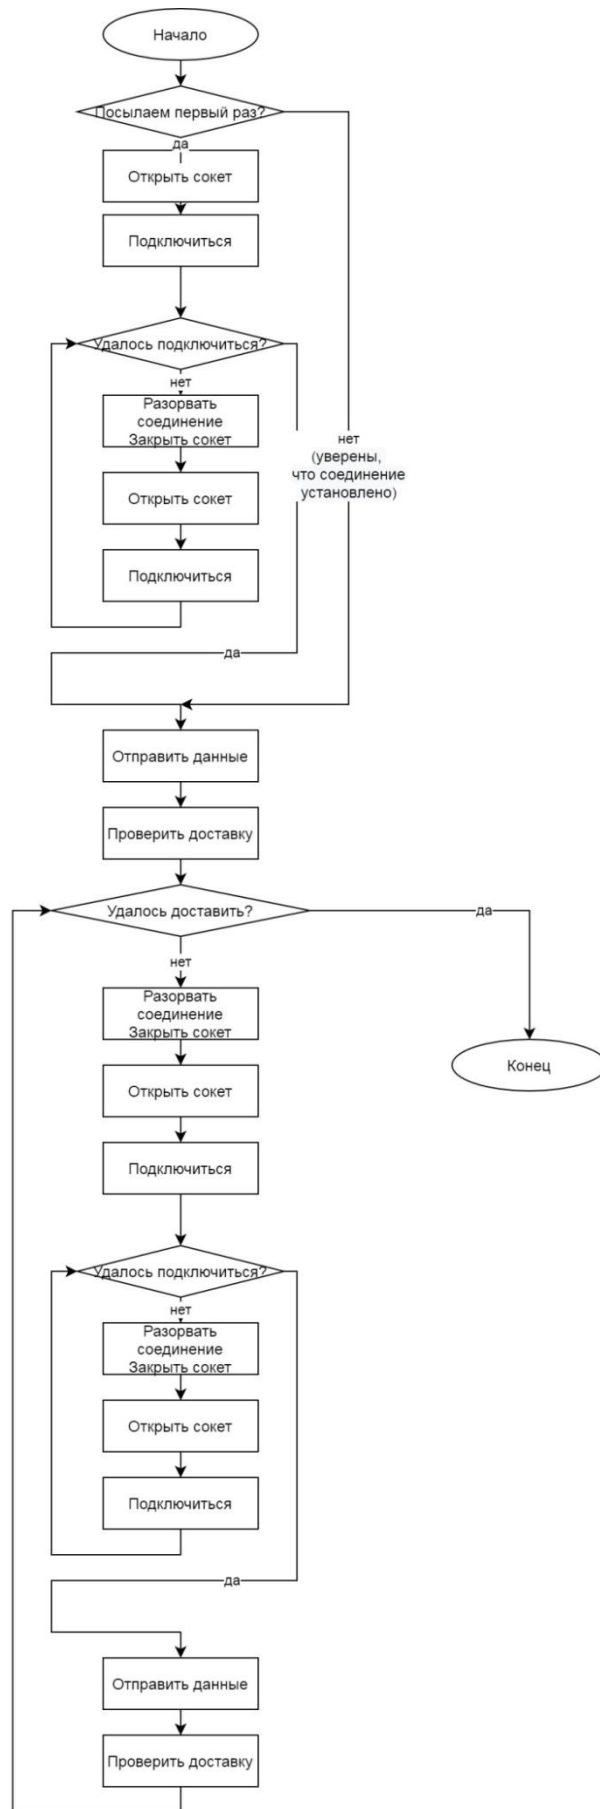 Начало
Посылаем первый раз?
да
Открыть сокет
Подключиться
Удалось подключиться?
нет
Разорвать
соединение
Закрыть сокет
нет
(уверены,
что соединение
установлено)
Открыть сокет
Подключиться
да
Отправить данные
Проверить доставку
Удалось доставить?
да
нет
Разорвать
соединение
Закрыть сокет
Конец
Открыть сокет
Подключиться
Удалось подключиться?
нет
Разорвать
соединение
Закрыть сокет
Открыть сокет
Подключиться
да
Отправить данные
Проверить доставку